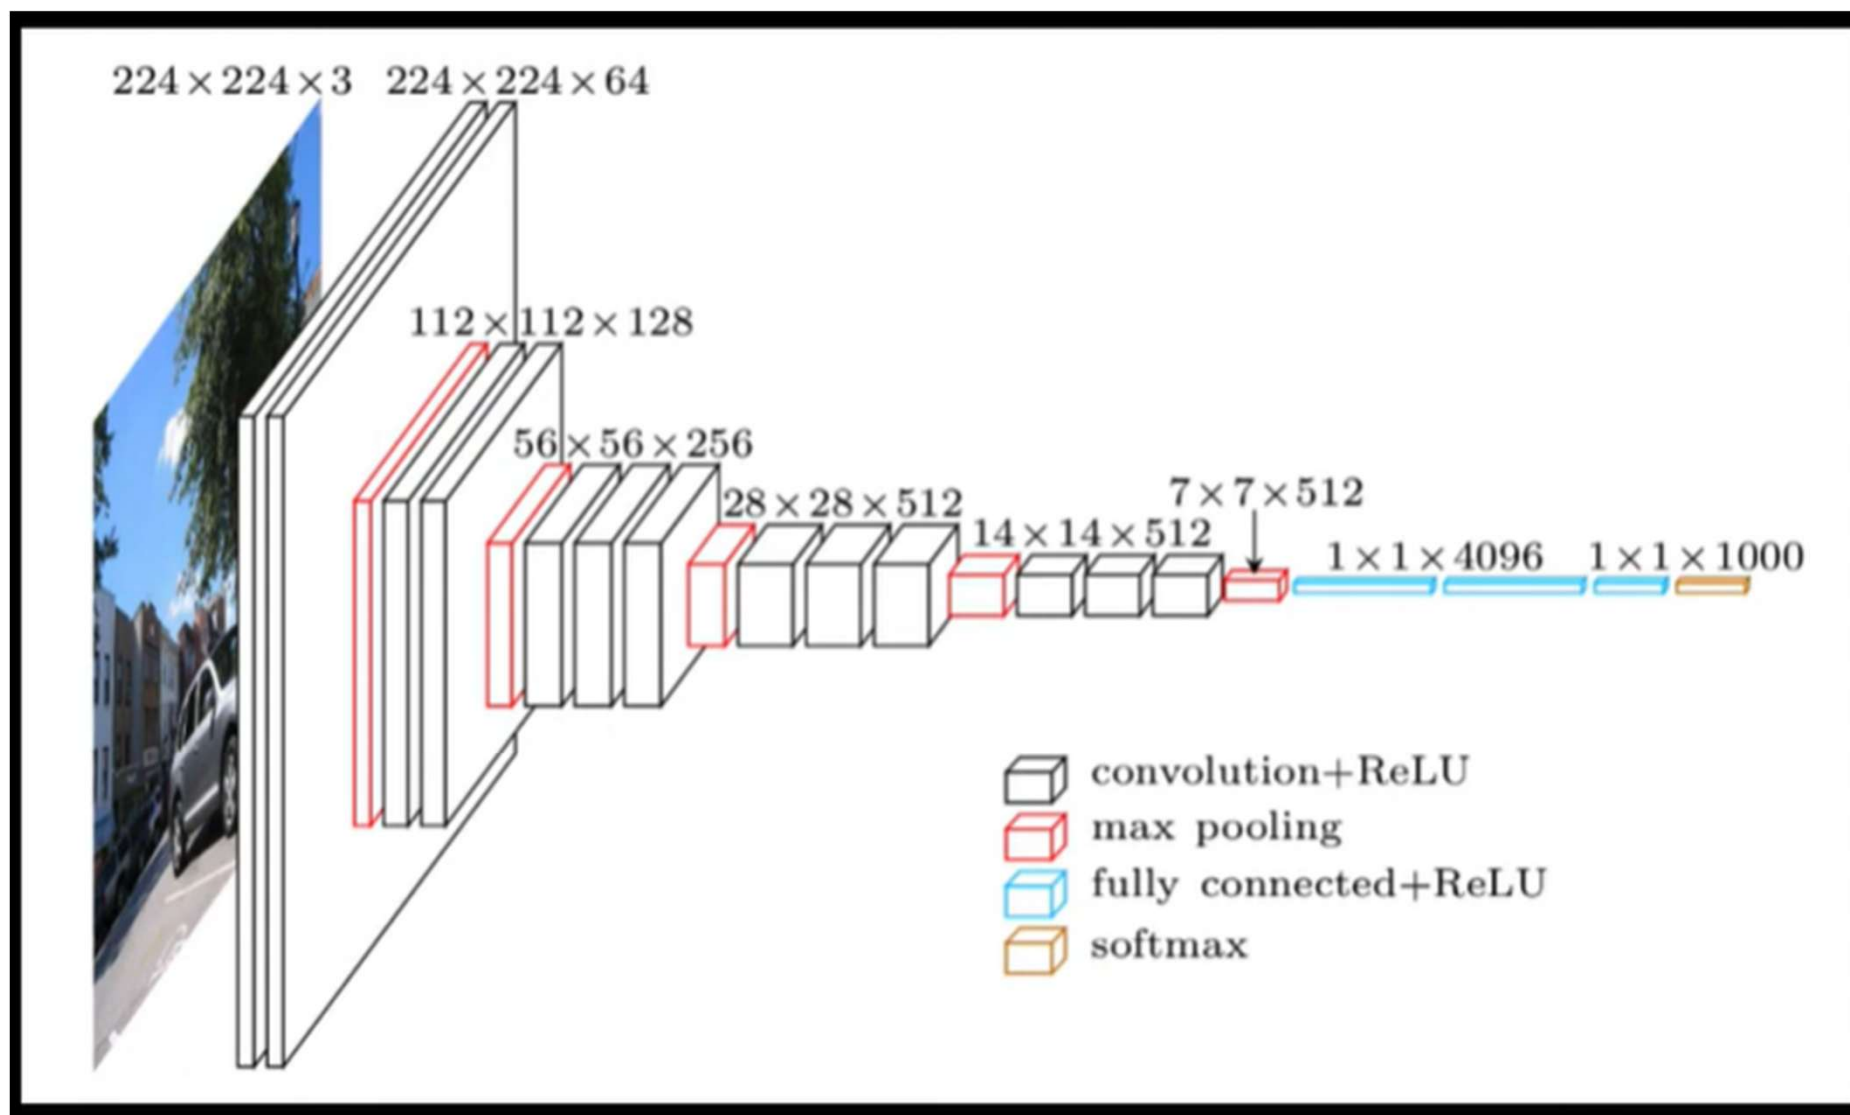 224×224×3
224×224×64
112×112×128
56×56×256
28×28×512
14×14×512
7×7×512
1×1×4096
1×1×1000
convolution+ReLU
max pooling
fully connected+ReLU
softmax